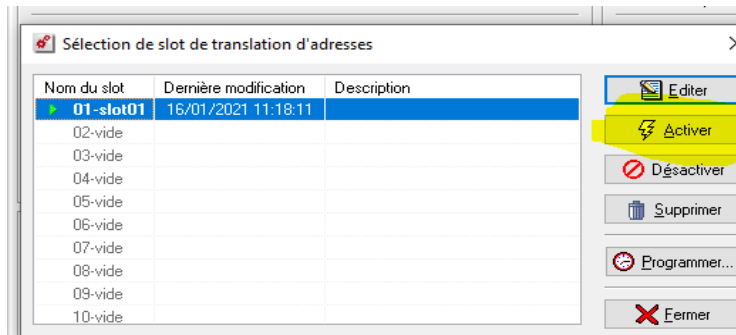 Sélection de slot de translation d'adresses
Nom du slot Dernière modification Description
01-slot01 16/01/2021 11:18:11
02-vide
03-vide
04-vide
05-vide
06-vide
07-vide
08-vide
09-vide
10-vide
Editer
Activer
Désactiver
Supprimer
Programmer...
Fermer